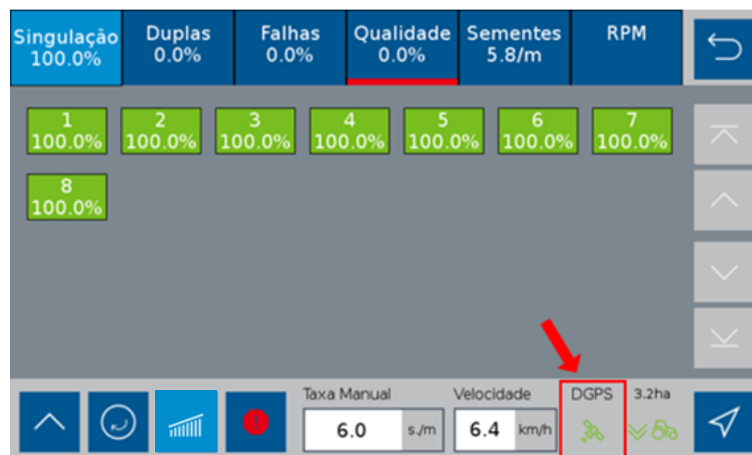 Singulação
100.0%
Duplas
0.0%
Falhas
0.0%
Qualidade
0.0%
Sementes
5.8/m
RPM
1
100.0%
2
100.0%
3
100.0%
4
100.0%
5
100.0%
6
100.0%
7
100.0%
8
100.0%
Taxa Manual
6.0 s./m
Velocidade
6.4 km/h
DGPS
3.2ha